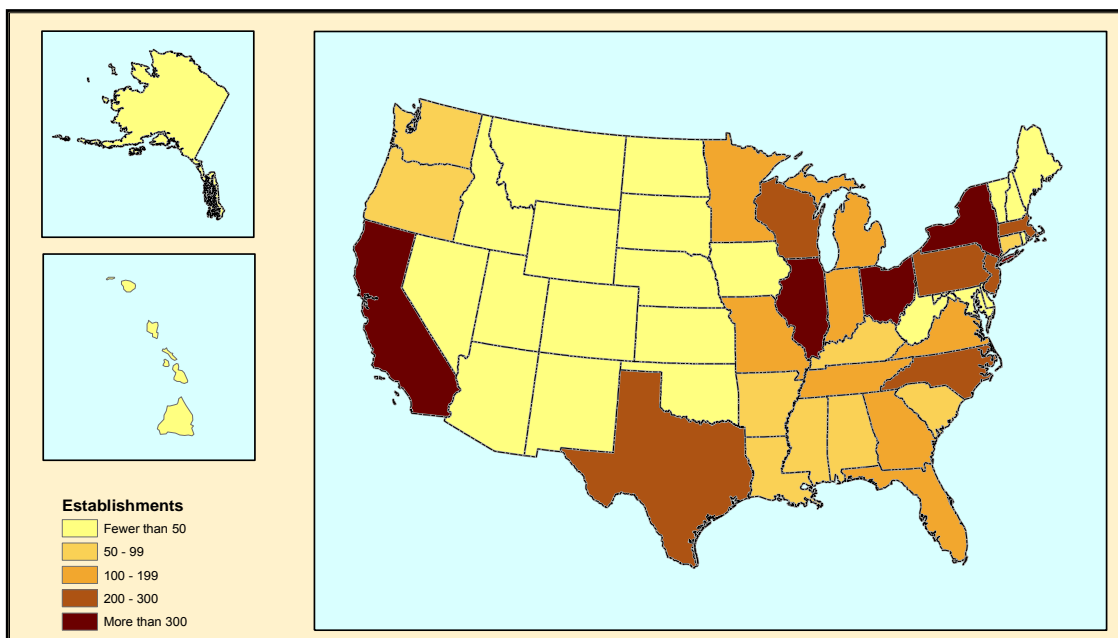 Establishments
Fewer than 50
50 - 99
100 - 199
200 - 300
More than 300